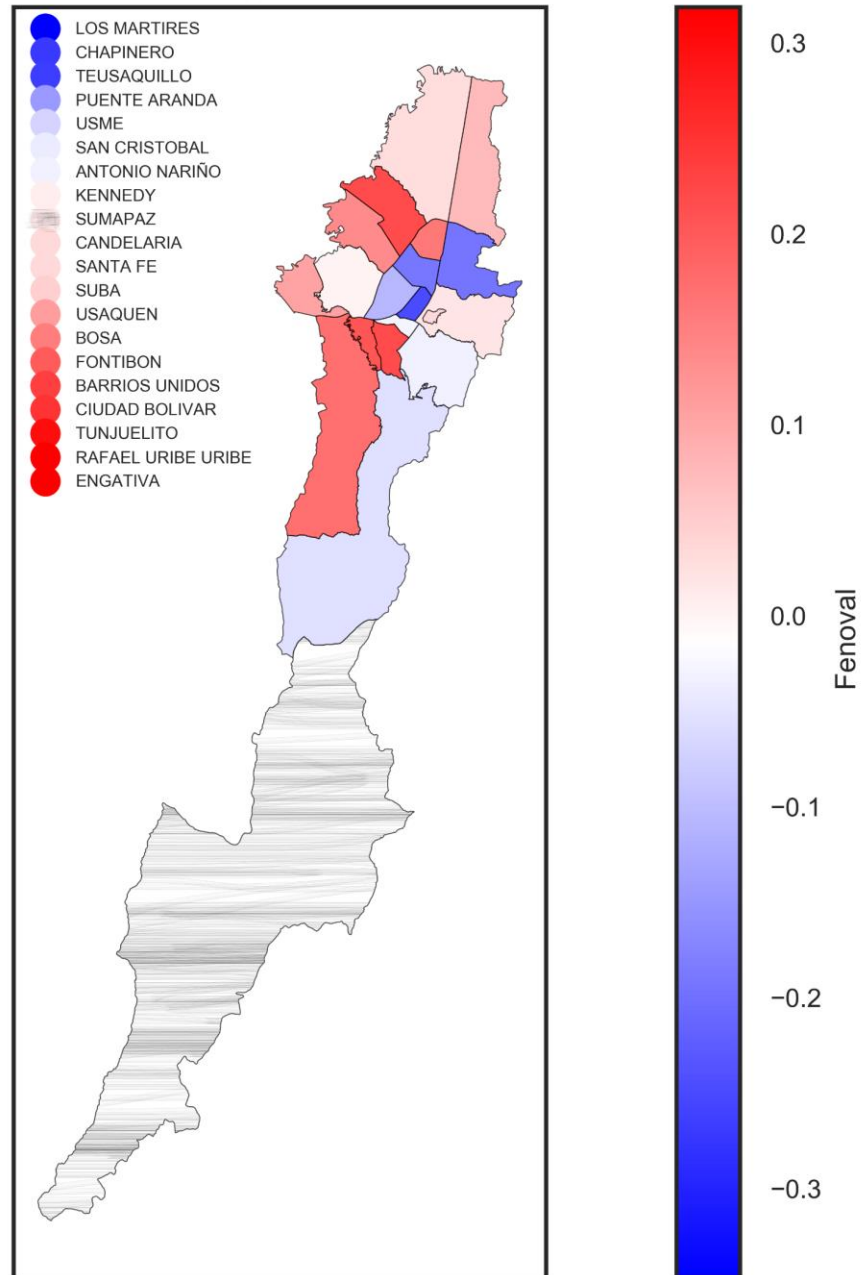 LOS MARTIRES
CHAPINERO
TEUSAQUILLO
PUENTE ARANDA
USME
SAN CRISTOBAL
ANTONIO NARIÑO
KENNEDY
SUMAPAZ
CANDELARIA
SANTA FE
SUBA
USAQUEN
BOSA
FONTIBON
BARRIOS UNIDOS
CIUDAD BOLIVAR
TUNJUELITO
RAFAEL URIBE URIBE
ENGATIVA
0.3
0.2
0.1
0.0
−0.1
−0.2
−0.3
Fenoval